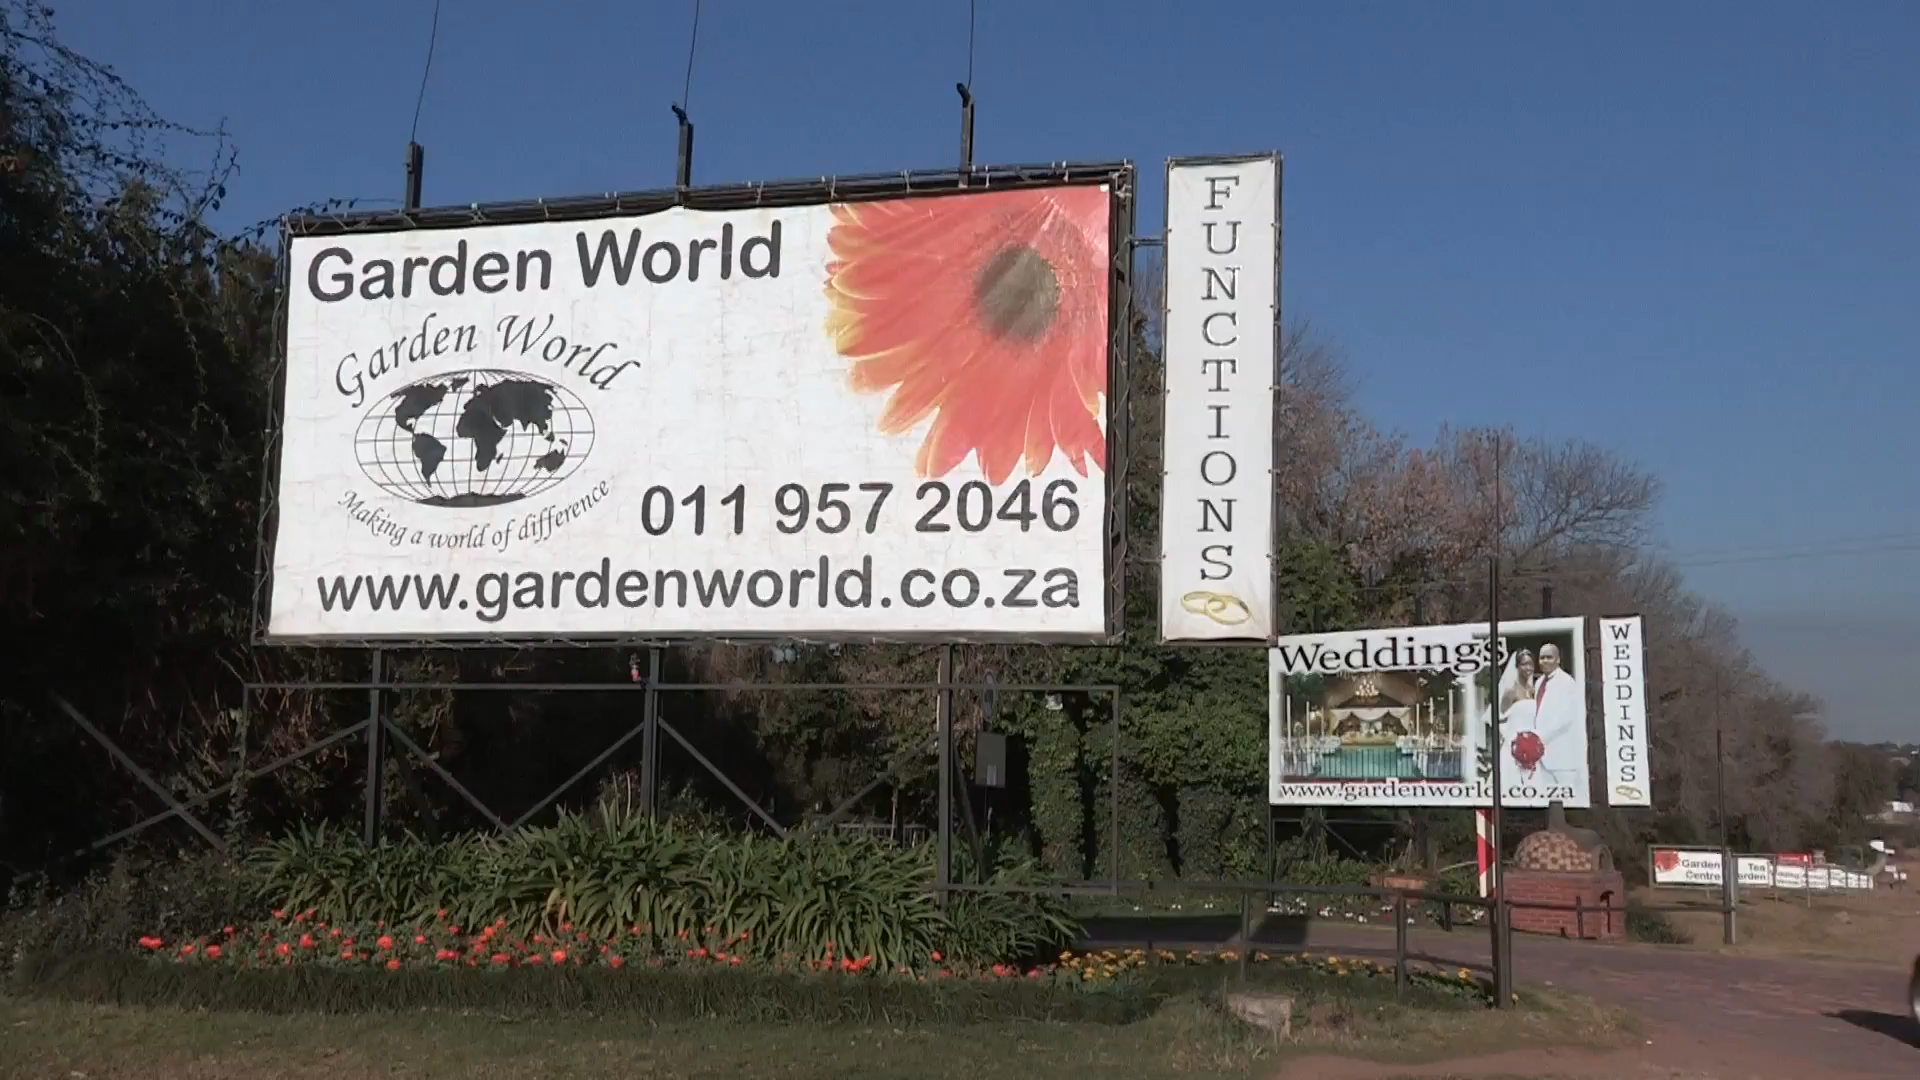 Garden World
Garden World
Making a world of difference
011 957 2046
www.gardenworld.co.za
FUNCTIONS
Weddings
www.gardenworld.co.za
WEDDINGS
Garden
Centre
Tea